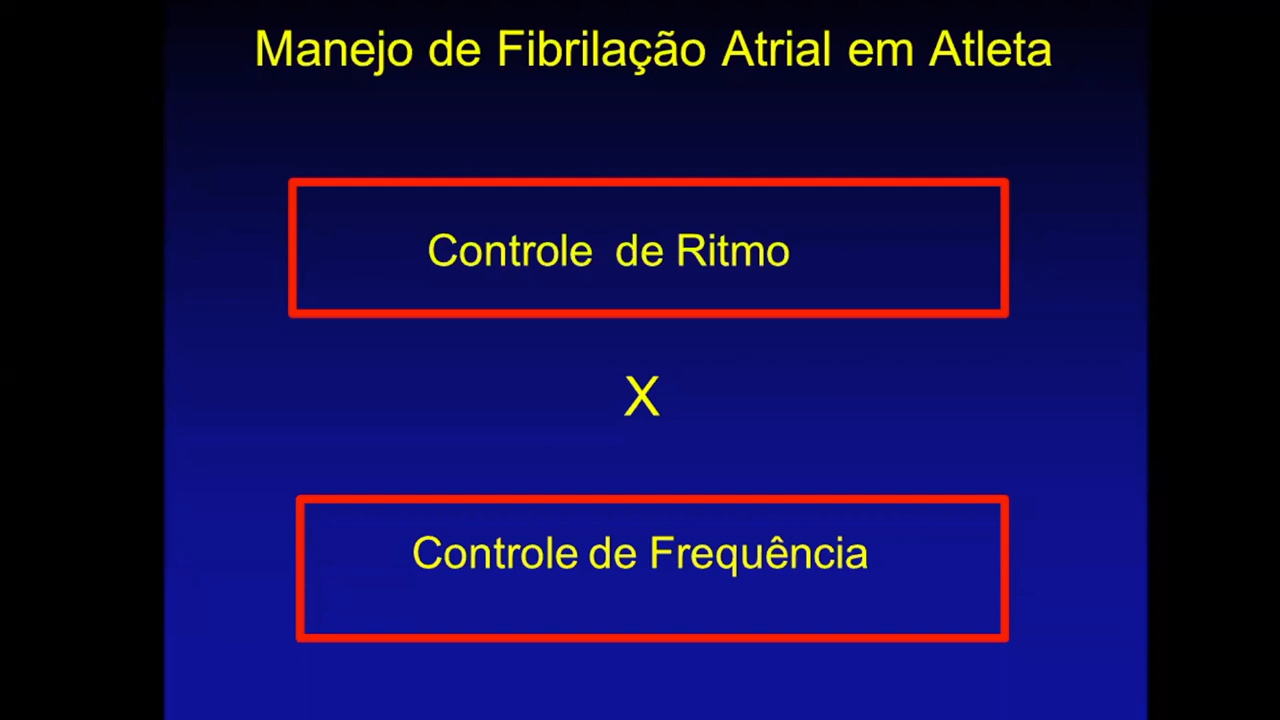 Manejo de Fibrilação Atrial em Atleta
Controle de Ritmo
X
Controle de Frequência